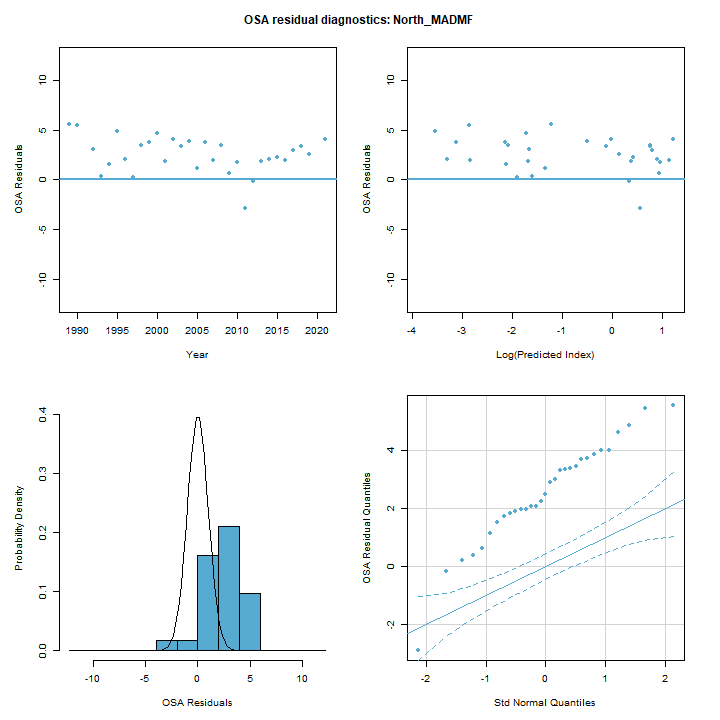 OSA residual diagnostics: North_MADMF
OSA Residuals
10
5
0
-5
-10
1990 1995 2000 2005 2010 2015 2020
Year
OSA Residuals
10
5
0
-5
-10
-4 -3 -2 -1 0 1
Log(Predicted Index)
Probability Density
0.4
0.3
0.2
0.1
0.0
-10 -5 0 5 10
OSA Residuals
OSA Residual Quantiles
4
2
0
-2
-2 -1 0 1 2
Std Normal Quantiles